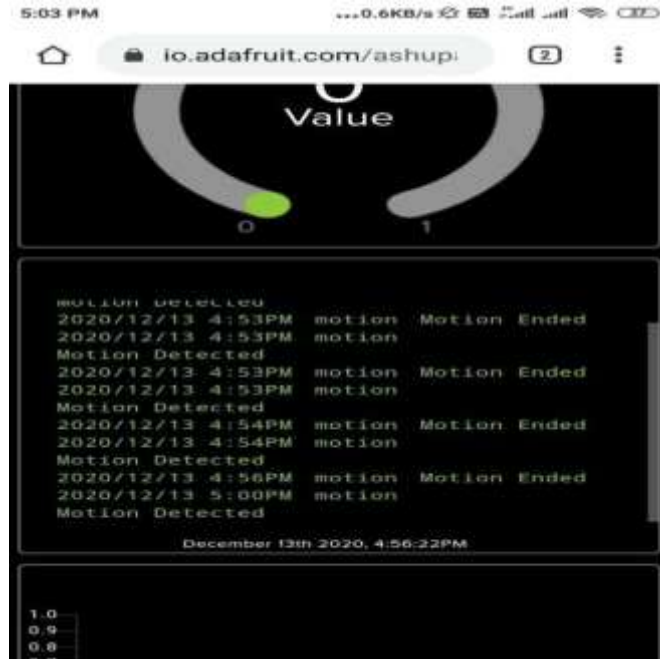 5:03 PM
...0.6KB/s
37
io.adafruit.com/ashup
2
0
Value
0
1
Motion Detected
2020/12/13 4:53PM motion Motion Ended
2020/12/13 4:53PM motion
Motion Detected
2020/12/13 4:53PM motion Motion Ended
2020/12/13 4:53PM motion
Motion Detected
2020/12/13 4:54PM motion Motion Ended
2020/12/13 4:54PM motion
Motion Detected
2020/12/13 4:56PM motion Motion Ended
2020/12/13 5:00PM motion
Motion Detected
December 13th 2020, 4:56:22PM
1.0
0.9
0.8